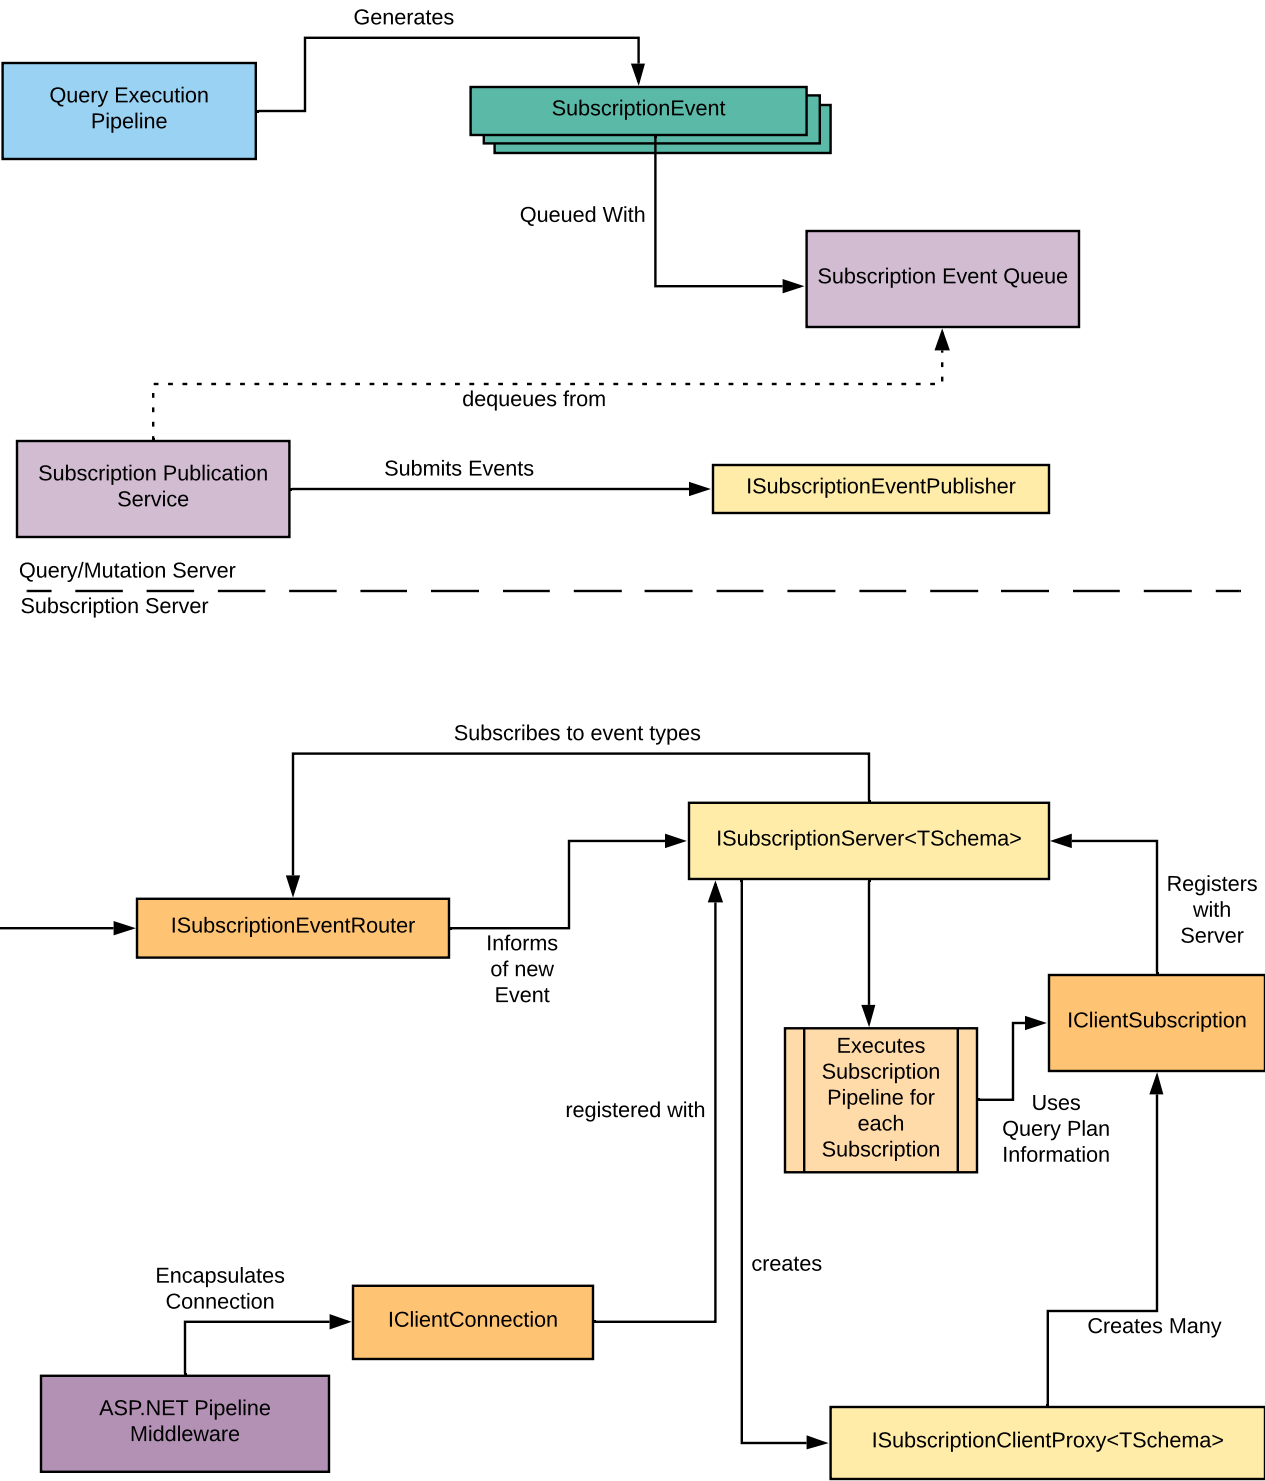 Generates
Query Execution
Pipeline
SubscriptionEvent
Queued With
Subscription Event Queue
dequeues from
Subscription Publication
Service
Submits Events
ISubscriptionEventPublisher
Query/Mutation Server
Subscription Server
Subscribes to event types
ISubscriptionServer<TSchema>
Registers
with
Server
ISubscriptionEventRouter
Informs
of new
Event
IClientSubscription
Executes
Subscription
Pipeline for
each
Subscription
Uses
Query Plan
Information
registered with
creates
Encapsulates
Connection
IClientConnection
Creates Many
ASP.NET Pipeline
Middleware
ISubscriptionClientProxy<TSchema>